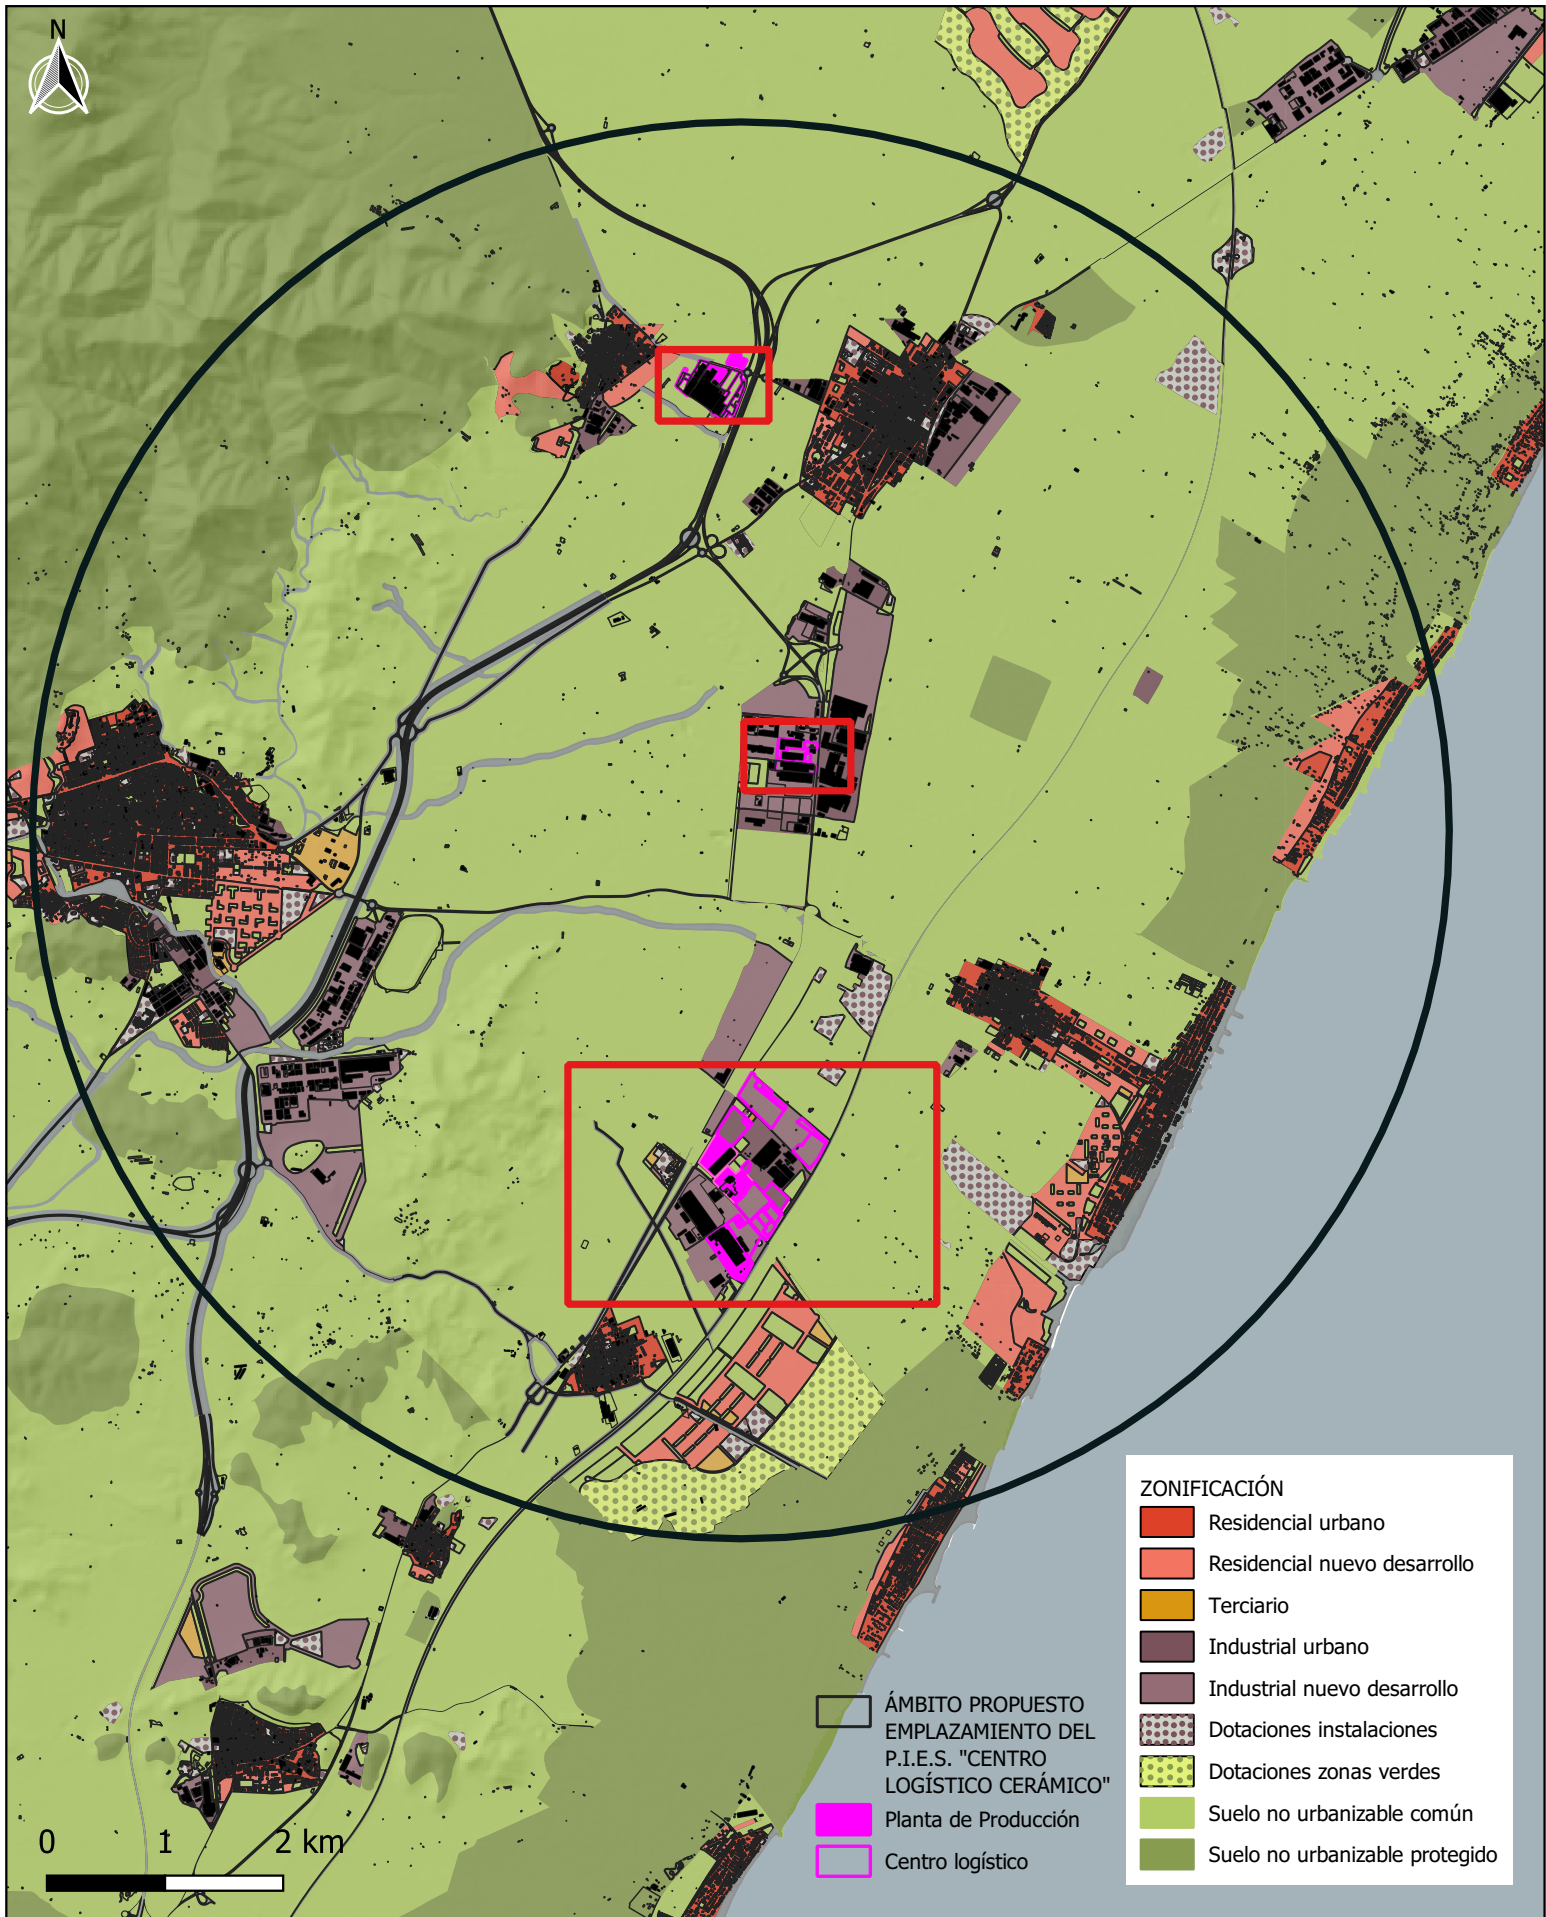 N
ZONIFICACIÓN
Residencial urbano
Residencial nuevo desarrollo
Terciario
Industrial urbano
Industrial nuevo desarrollo
Dotaciones instalaciones
Dotaciones zonas verdes
Suelo no urbanizable común
Suelo no urbanizable protegido
ÁMBITO PROPUESTO
EMPLAZAMIENTO DEL
P.I.E.S. "CENTRO
LOGÍSTICO CERÁMICO"
Planta de Producción
Centro logístico
0 1 2 km